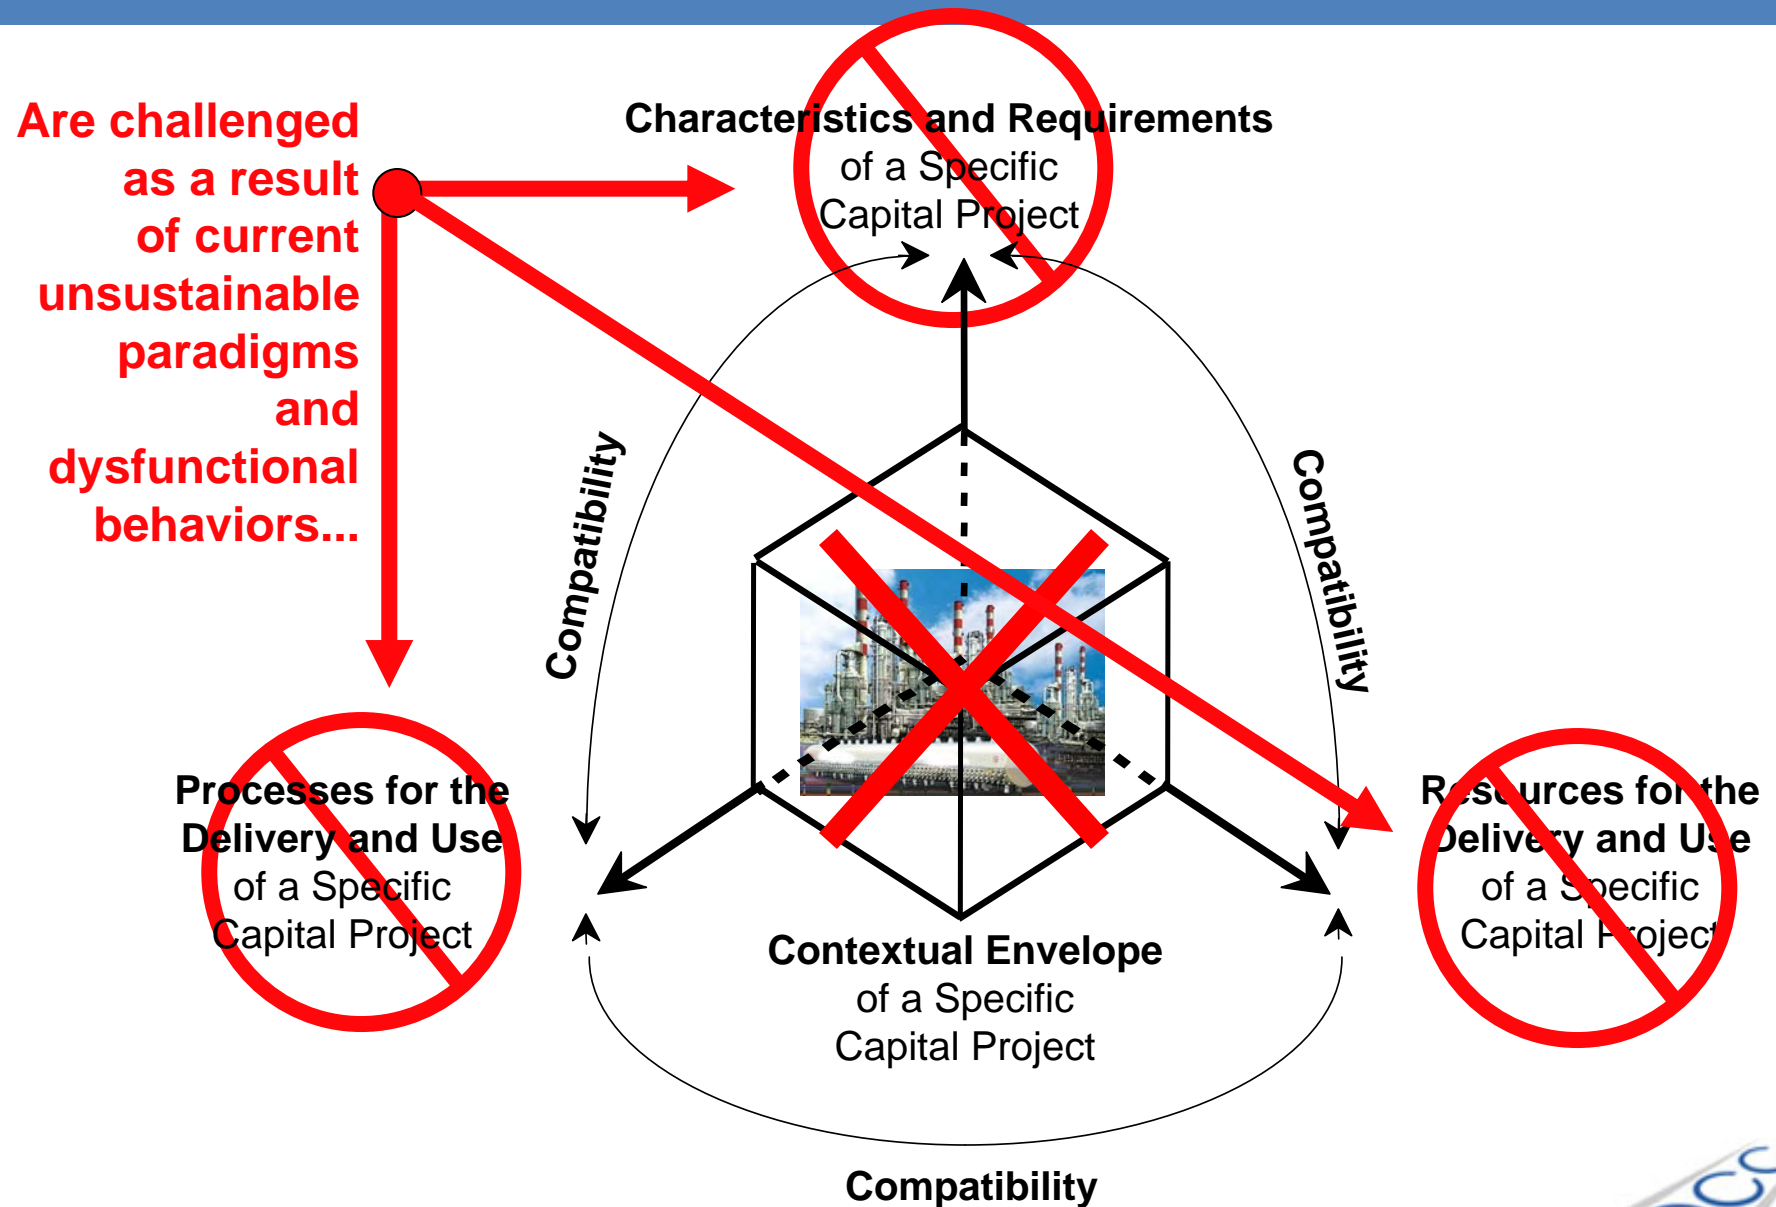 Are challenged
as a result
of current
unsustainable
paradigms
and
dysfunctional
behaviors...
Characteristics and Requirements
of a Specific
Capital Project
Compatibility
Compatibility
Processes for the
Delivery and Use
of a Specific
Capital Project
Resources for the
Delivery and Use
of a Specific
Capital Project
Contextual Envelope
of a Specific
Capital Project
Compatibility